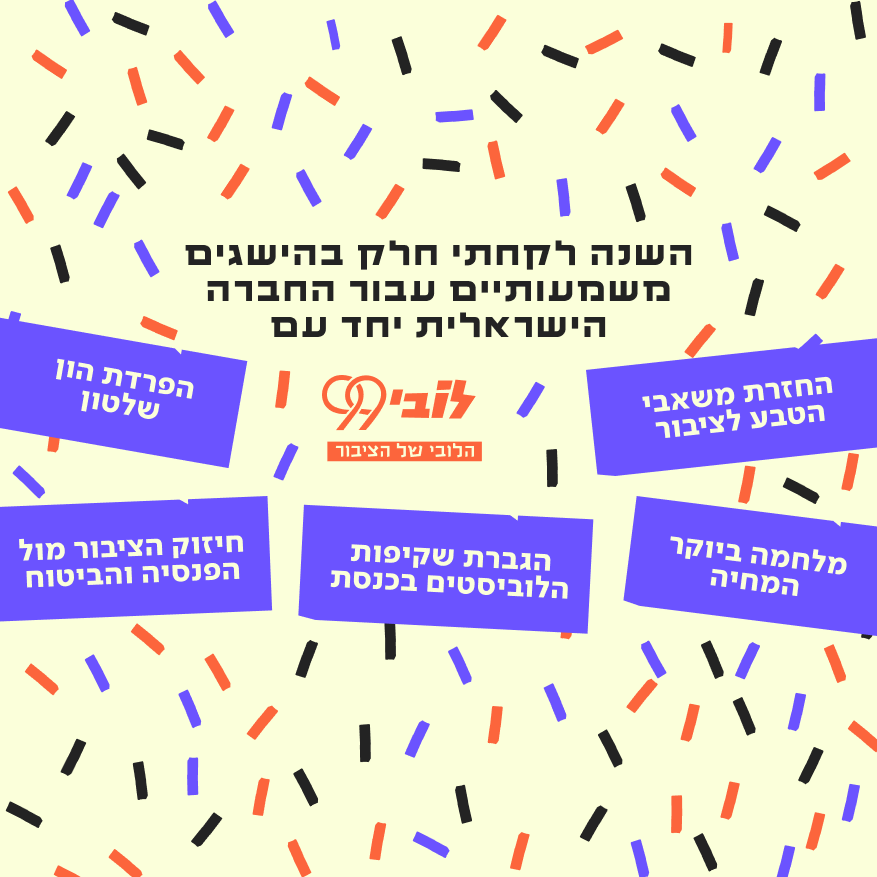 השנה לקחתי חלק בהישגים
משמעותיים עבור החברה
הישראלית יחד עם
לובי99
הלובי של הציבור
החזרת משאבי
הטבע לציבור
הפרדת הון
שלטון
מלחמה ביוקר
המחיה
הגברת שקיפות
הלוביסטים בכנסת
חיזוק הציבור מול
הפנסיה והביטוח